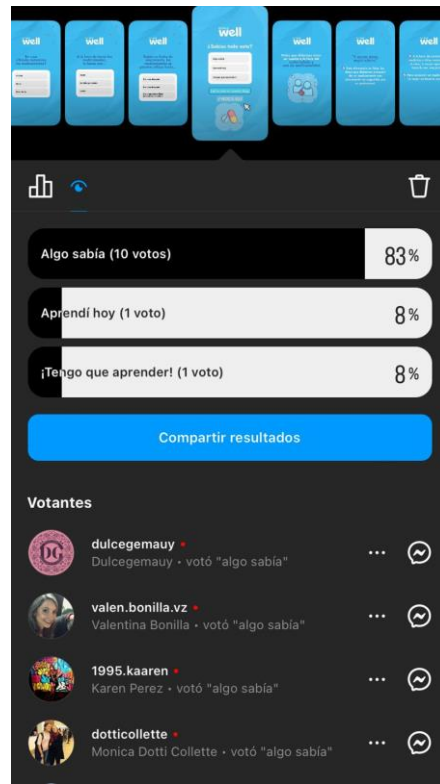 well
well
well
well
¿Sabías todo esto?
well
well
well
Algo sabía (10 votos)
83%
Aprendí hoy (1 voto)
8%
¡Tengo que aprender! (1 voto)
8%
Compartir resultados
Votantes
DG
dulcegemauy
Dulcegemauy • votó "algo sabía"
valen.bonilla.vz
Valentina Bonilla • votó "algo sabía"
1995.kaaren
Karen Perez • votó "algo sabía"
dotticollette
Monica Dotti Collette • votó "algo sabía"